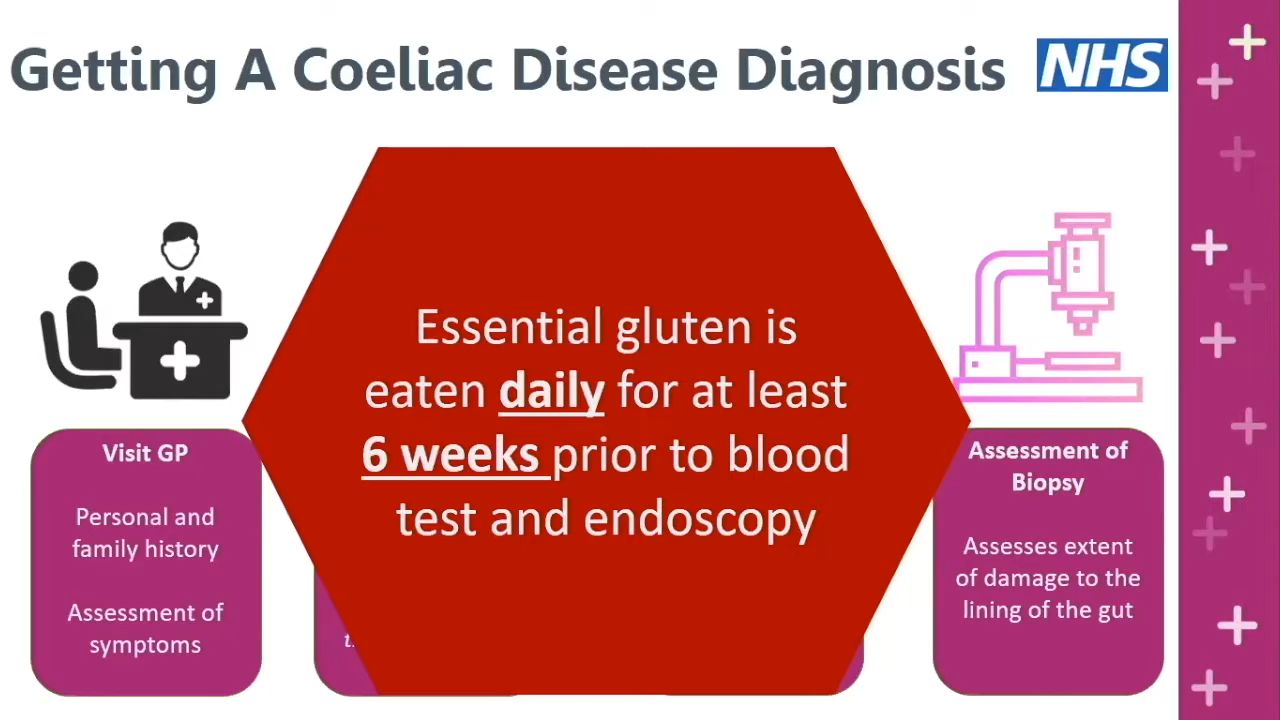 Getting A Coeliac Disease Diagnosis
NHS
Essential gluten is
eaten daily for at least
6 weeks prior to blood
test and endoscopy
Visit GP
Personal and
family history
Assessment of
symptoms
Assessment of
Biopsy
Assesses extent
of damage to the
lining of the gut